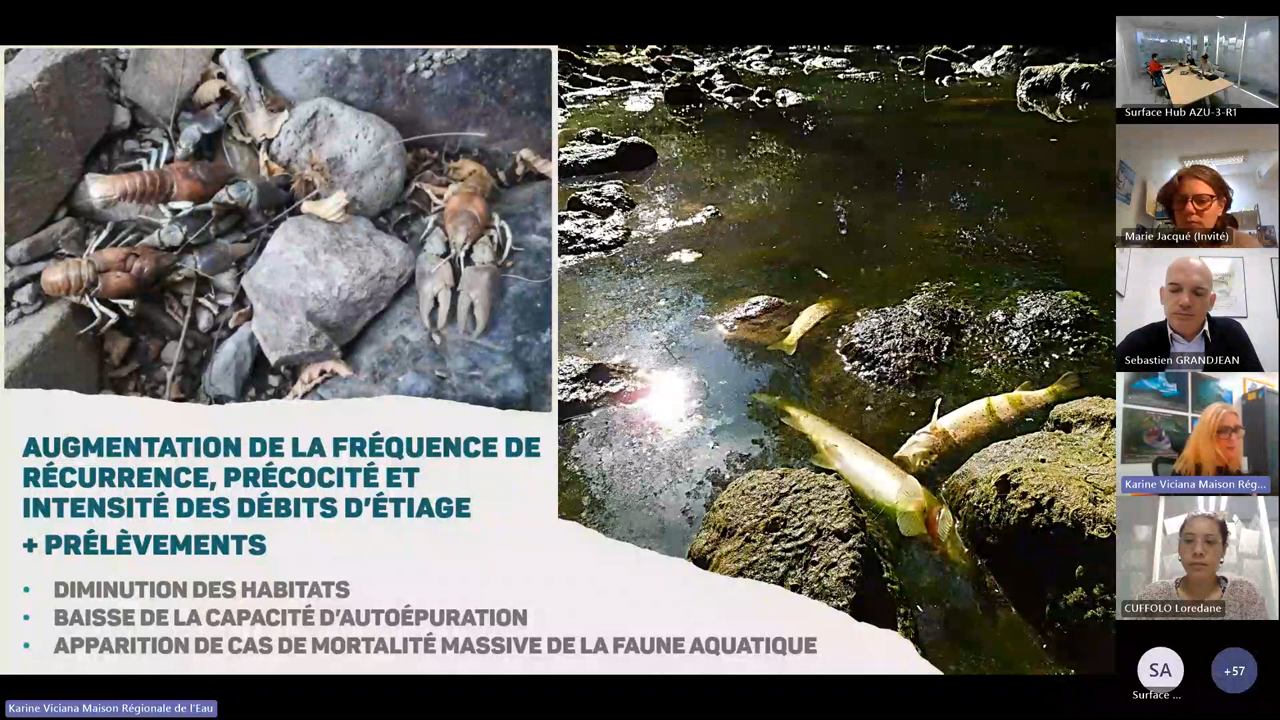 AUGMENTATION DE LA FRÉQUENCE DE
RÉCURRENCE, PRÉCOCITÉ ET
INTENSITÉ DES DÉBITS D'ÉTIAGE
+ PRÉLÈVEMENTS
• DIMINUTION DES HABITATS
• BAISSE DE LA CAPACITÉ D'AUTOÉPURATION
• APPARITION DE CAS DE MORTALITÉ MASSIVE DE LA FAUNE AQUATIQUE
Karine Viciana Maison Régionale de l'Eau
Surface Hub AZU-3-R1
Marie Jacqué (Invité)
Sebastien GRANDJEAN
Karine Viciana Maison Rég...
CUFFOLO Loredane
SA
Surface ...
+57